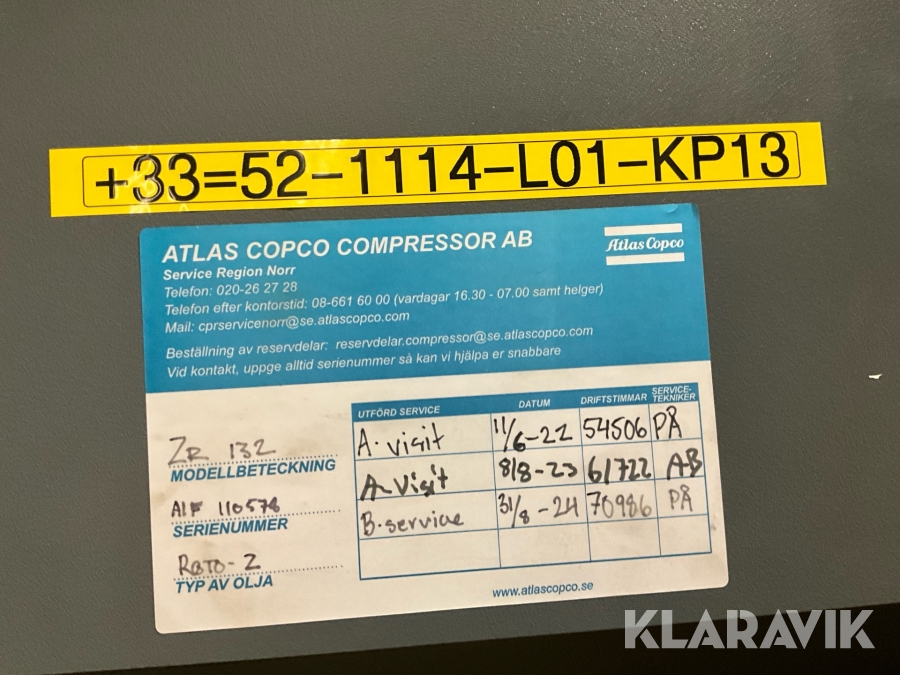 +33=52-1114-L01-KP13
ATLAS COPCO COMPRESSOR AB
Atlas Copco
Service Region Norr
Telefon: 020-26 27 28
Telefon efter kontorstid: 08-661 60 00 (vardagar 16.30 - 07.00 samt helger)
Mail: cprservicenorr@se.atlascopco.com
Beställning av reservdelar: reservdelar.compressor@se.atlascopco.com
Vid kontakt, uppge alltid serienummer så kan vi hjälpa er snabbare
ZR 132
MODELLBETECKNING
AIF 110578
SERIENUMMER
ROTO-Z
TYP AV OLJA
UTFÖRD SERVICE DATUM DRIFTSTIMMAR SERVICE-TEKNIKER
A-visit 11/6-22 54506 PÅ
A-visit 8/8-23 61722 AB
B-service 31/8-24 70986 PÅ
www.atlascopco.se
KLARAVIK